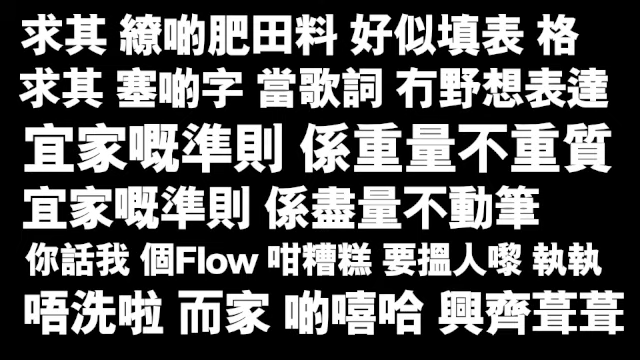 求其 繚啲肥田料 好似填表 格
求其 塞啲字 當歌詞 冇野想表達
宜家嘅準則 係重量不重質
宜家嘅準則 係盡量不動筆
你話我 個Flow 咁糟糕 要搵人嚟 執執
唔洗啦 而家 啲嘻哈 興齊葺葺